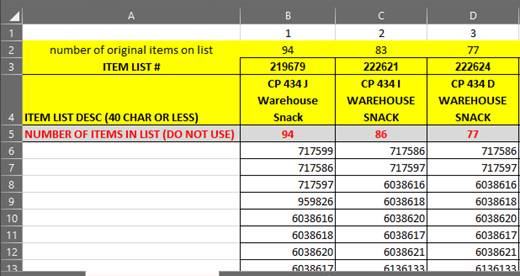 A B C D
1 1 2 3
2 number of original items on list 94 83 77
3 ITEM LIST # 219679 222621 222624
CP 434 J CP 434 I CP 434 D
Warehouse WAREHOUSE WAREHOUSE
4 ITEM LIST DESC (40 CHAR OR LESS) Snack SNACK SNACK
5 NUMBER OF ITEMS IN LIST (DO NOT USE) 94 86 77
6 717599 717586 717586
7 717586 717597 717597
8 717597 6038616 6038616
9 959826 6038618 6038618
10 6038616 6038620 6038620
11 6038618 6038617 6038617
12 6038620 6038621 6038621
13 6038617 6136133 6136133